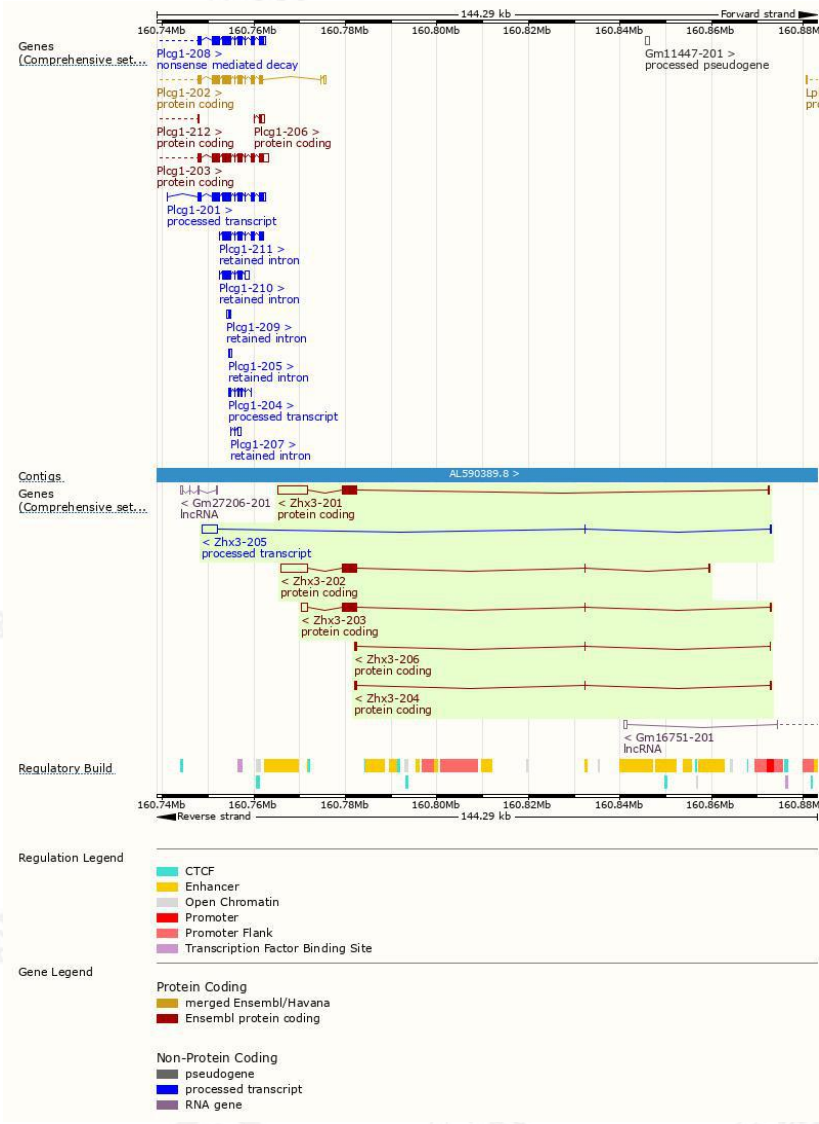 144.29 kb Forward strand
160.74Mb 160.76Mb 160.78Mb 160.80Mb 160.82Mb 160.84Mb 160.86Mb 160.88M
Genes
(Comprehensive set...
Plcg1-208 >
nonsense mediated decay
Gm11447-201 >
processed pseudogene
Plcg1-202 >
protein coding
Lp
pro
Plcg1-212 > Plcg1-206 >
protein coding protein coding
Plcg1-203 >
protein coding
Plcg1-201 >
processed transcript
Plcg1-211 >
retained intron
Plcg1-210 >
retained intron
Plcg1-209 >
retained intron
Plcg1-205 >
retained intron
Plcg1-204 >
processed transcript
Plcg1-207 >
retained intron
Contigs AL590389.8 >
Genes
(Comprehensive set...
< Gm27206-201 < Zhx3-201
lncRNA protein coding
< Zhx3-205
processed transcript
< Zhx3-202
protein coding
< Zhx3-203
protein coding
< Zhx3-206
protein coding
< Zhx3-204
protein coding
< Gm16751-201
lncRNA
Regulatory Build
160.74Mb 160.76Mb 160.78Mb 160.80Mb 160.82Mb 160.84Mb 160.86Mb 160.88M
Reverse strand 144.29 kb
Regulation Legend
CTCF
Enhancer
Open Chromatin
Promoter
Promoter Flank
Transcription Factor Binding Site
Gene Legend
Protein Coding
merged Ensembl/Havana
Ensembl protein coding
Non-Protein Coding
pseudogene
processed transcript
RNA gene